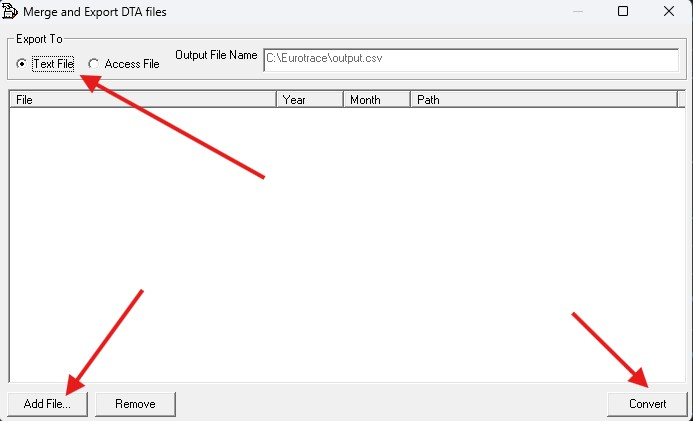 Merge and Export DTA files
Export To
Text File Access File Output File Name C:\Eurotrace\output.csv
File Year Month Path
Add File... Remove Convert